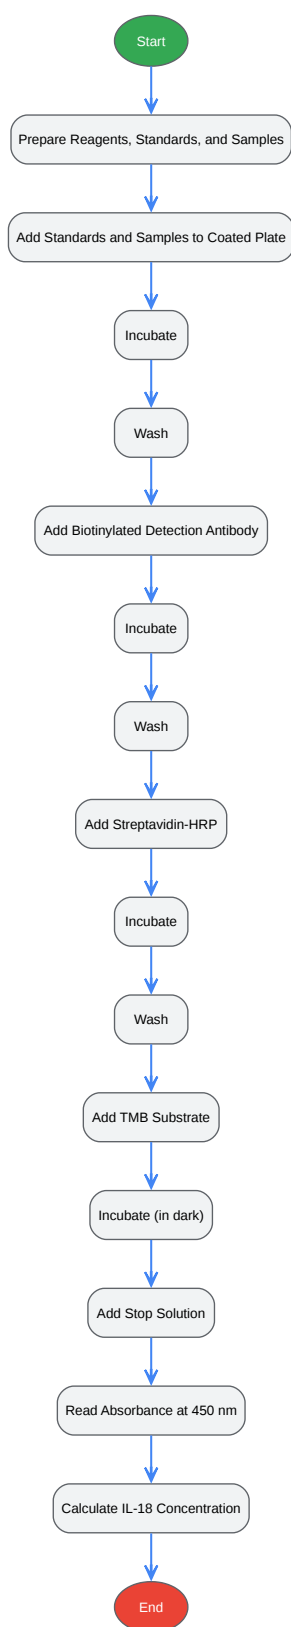 Start
Prepare Reagents, Standards, and Samples
Add Standards and Samples to Coated Plate
Incubate
Wash
Add Biotinylated Detection Antibody
Incubate
Wash
Add Streptavidin-HRP
Incubate
Wash
Add TMB Substrate
Incubate (in dark)
Add Stop Solution
Read Absorbance at 450 nm
Calculate IL-18 Concentration
End